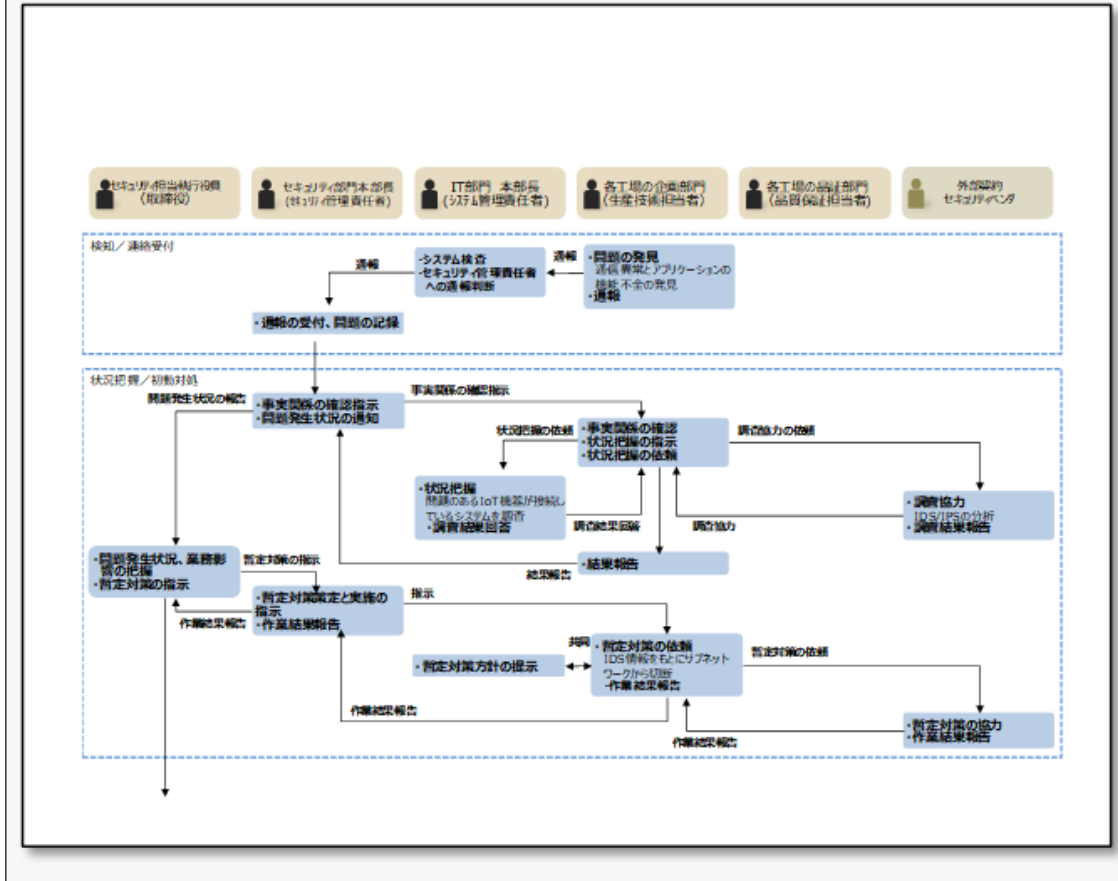 セキュリティ担当執行役員
(取締役)
セキュリティ部門本部長
(セキュリティ管理責任者)
IT部門 本部長
(システム管理責任者)
各工場の企画部門
(生産技術担当者)
各工場の品証部門
(品質保証担当者)
外部契約
セキュリティベンダ
検知/連絡受付
・システム検査
・セキュリティ管理責任者
への通報判断
通報
・問題の発見
通信異常とアプリケーションの
機能不全の発見
・通報
通報
・通報の受付、問題の記録
状況把握/初動対処
問題発生状況の報告
・事実関係の確認指示
・問題発生状況の通知
事実関係の確認指示
状況把握の依頼
・事実関係の確認
・状況把握の指示
・状況把握の依頼
調査協力の依頼
・状況把握
問題のあるIoT機器が接続し
ているシステムを調査
・調査結果回答
調査結果回答
調査協力
・調査協力
IDS/IPSの分析
・調査結果報告
・問題発生状況、業務影
響の把握
・暫定対策の指示
暫定対策の指示
結果報告
・結果報告
作業結果報告
・暫定対策策定と実施の
指示
・作業結果報告
指示
・暫定対策方針の提示
共同
・暫定対策の依頼
IDS情報をもとにサブネット
ワークから切断
・作業結果報告
暫定対策の依頼
作業結果報告
作業結果報告
・暫定対策の協力
・作業結果報告